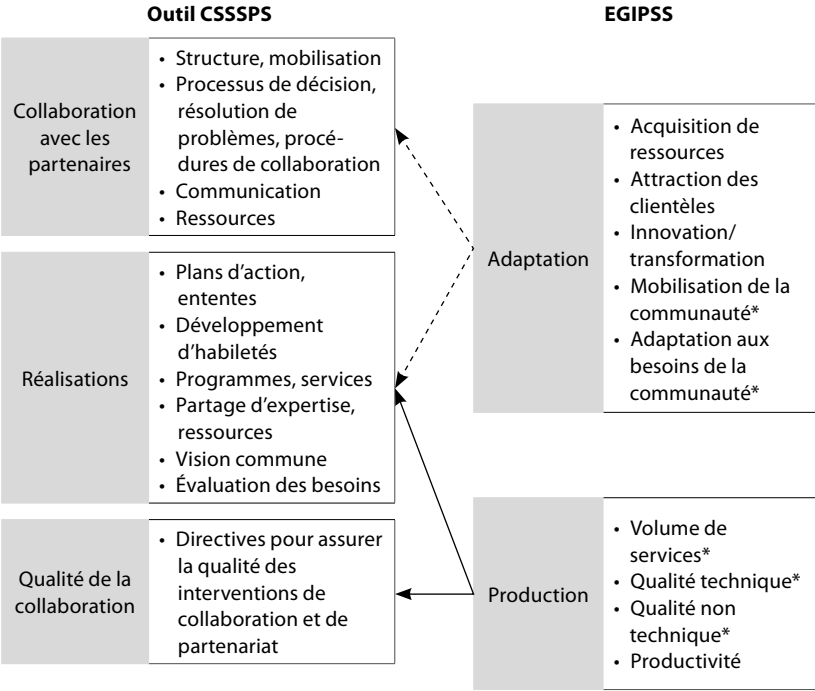 Outil CSSSPS
Collaboration
avec les
partenaires
• Structure, mobilisation
• Processus de décision,
résolution de
problèmes, procé-
dures de collaboration
• Communication
• Ressources
Réalisations
• Plans d'action,
ententes
• Développement
d'habiletés
• Programmes, services
• Partage d'expertise,
ressources
• Vision commune
• Évaluation des besoins
Qualité de la
collaboration
• Directives pour assurer
la qualité des
interventions de
collaboration et de
partenariat
EGIPSS
Adaptation
• Acquisition de
ressources
• Attraction des
clientèles
• Innovation/
transformation
• Mobilisation de la
communauté*
• Adaptation aux
besoins de la
communauté*
Production
• Volume de
services*
• Qualité technique*
• Qualité non
technique*
• Productivité